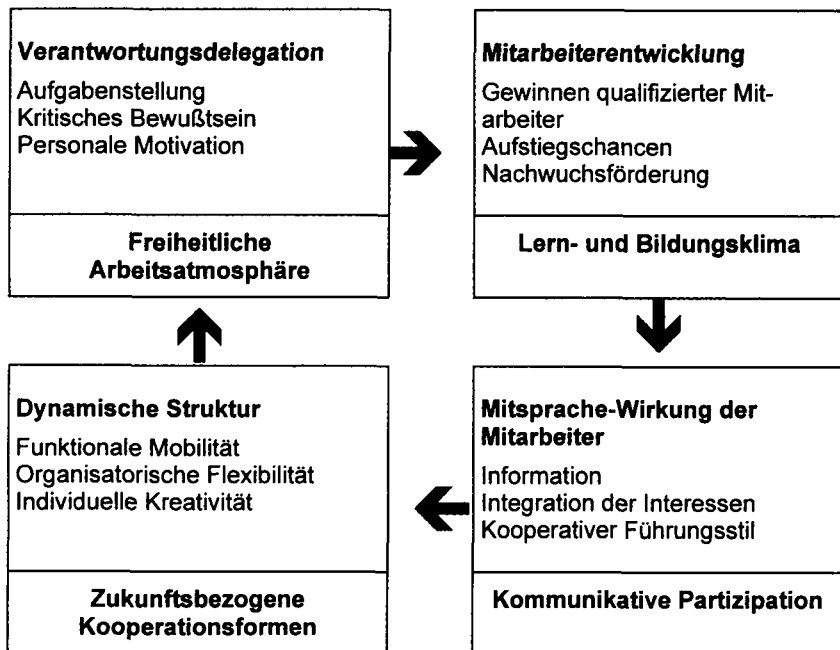 Verantwortungsdelegation
Aufgabenstellung
Kritisches Bewußtsein
Personale Motivation
Freiheitliche
Arbeitsatmosphäre
Mitarbeiterentwicklung
Gewinnen qualifizierter Mit-
arbeiter
Aufstiegschancen
Nachwuchsförderung
Lern- und Bildungsklima
Mitsprache-Wirkung der
Mitarbeiter
Information
Integration der Interessen
Kooperativer Führungsstil
Kommunikative Partizipation
Dynamische Struktur
Funktionale Mobilität
Organisatorische Flexibilität
Individuelle Kreativität
Zukunftsbezogene
Kooperationsformen